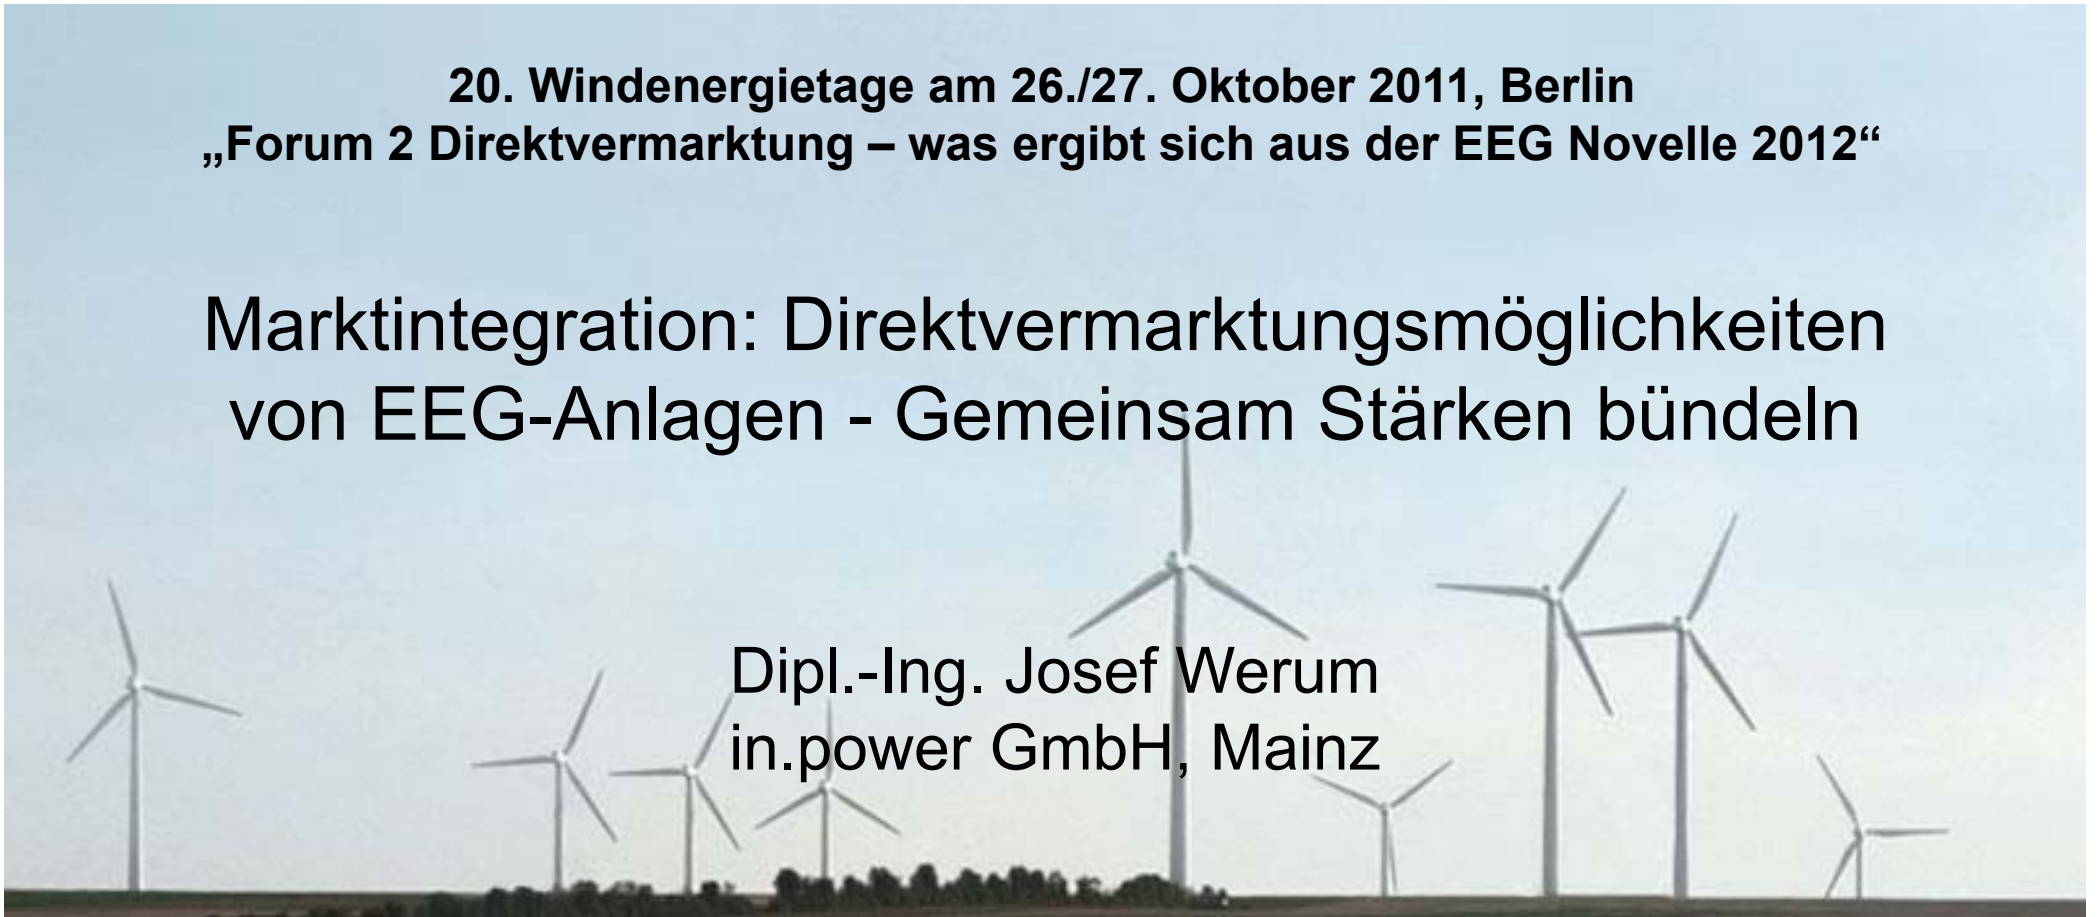 20. Windenergietage am 26./27. Oktober 2011, Berlin
„Forum 2 Direktvermarktung – was ergibt sich aus der EEG Novelle 2012“
Marktintegration: Direktvermarktungsmöglichkeiten
von EEG-Anlagen - Gemeinsam Stärken bündeln
Dipl.-Ing. Josef Werum
in.power GmbH, Mainz